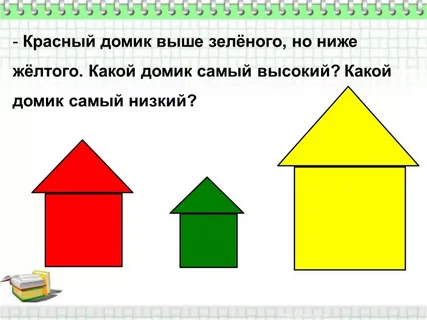 - Красный домик выше зелёного, но ниже
жёлтого. Какой домик самый высокий? Какой
домик самый низкий?